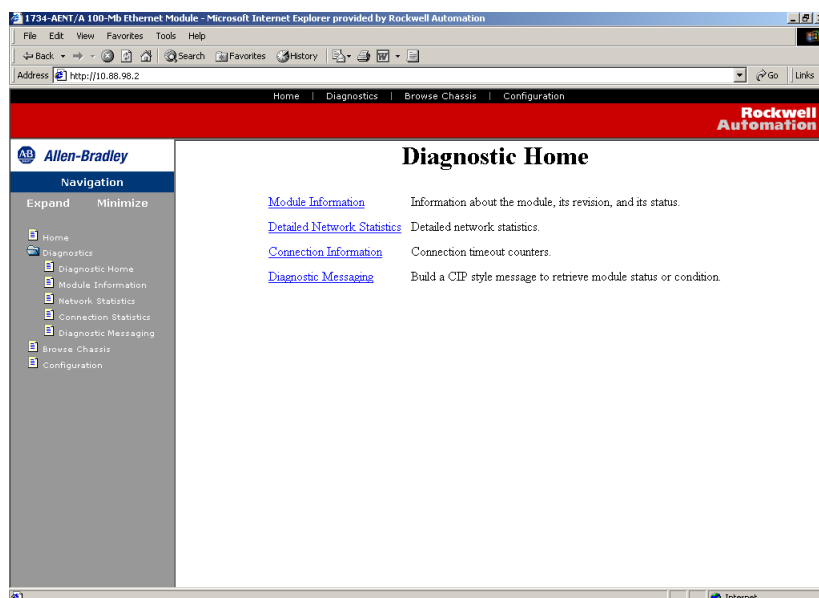 1734-AENT/A 100-Mb Ethernet Module - Microsoft Internet Explorer provided by Rockwell Automation
File Edit View Favorites Tools Help
Back Search Favorites History
Address http://10.88.98.2 Go Links
Home | Diagnostics | Browse Chassis | Configuration
Rockwell
Automation
AB Allen-Bradley
Navigation
Expand Minimize
Home
Diagnostics
Diagnostic Home
Module Information
Network Statistics
Connection Statistics
Diagnostic Messaging
Browse Chassis
Configuration
Diagnostic Home
Module Information Information about the module, its revision, and its status.
Detailed Network Statistics Detailed network statistics.
Connection Information Connection timeout counters.
Diagnostic Messaging Build a CIP style message to retrieve module status or condition.
Internet